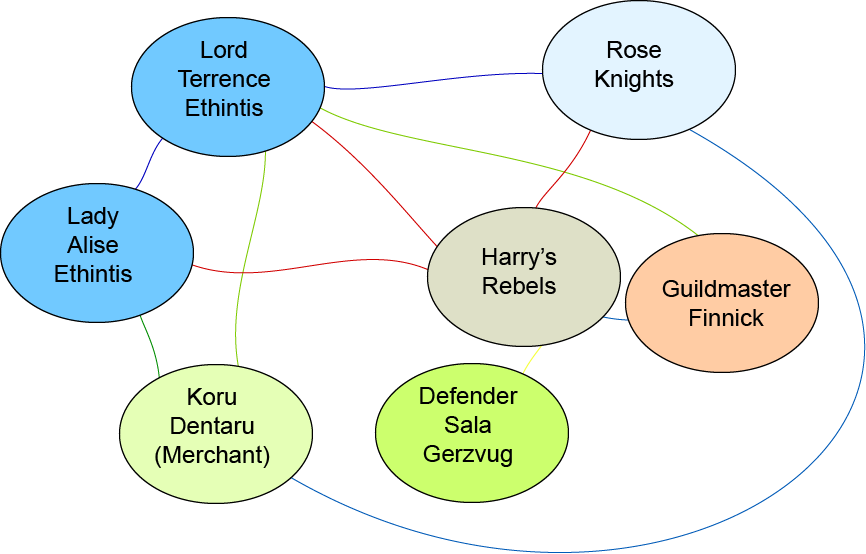 Lord
Terrence
Ethintis
Rose
Knights
Lady
Alise
Ethintis
Harry’s
Rebels
Guildmaster
Finnick
Koru
Dentaru
(Merchant)
Defender
Sala
Gerzvug